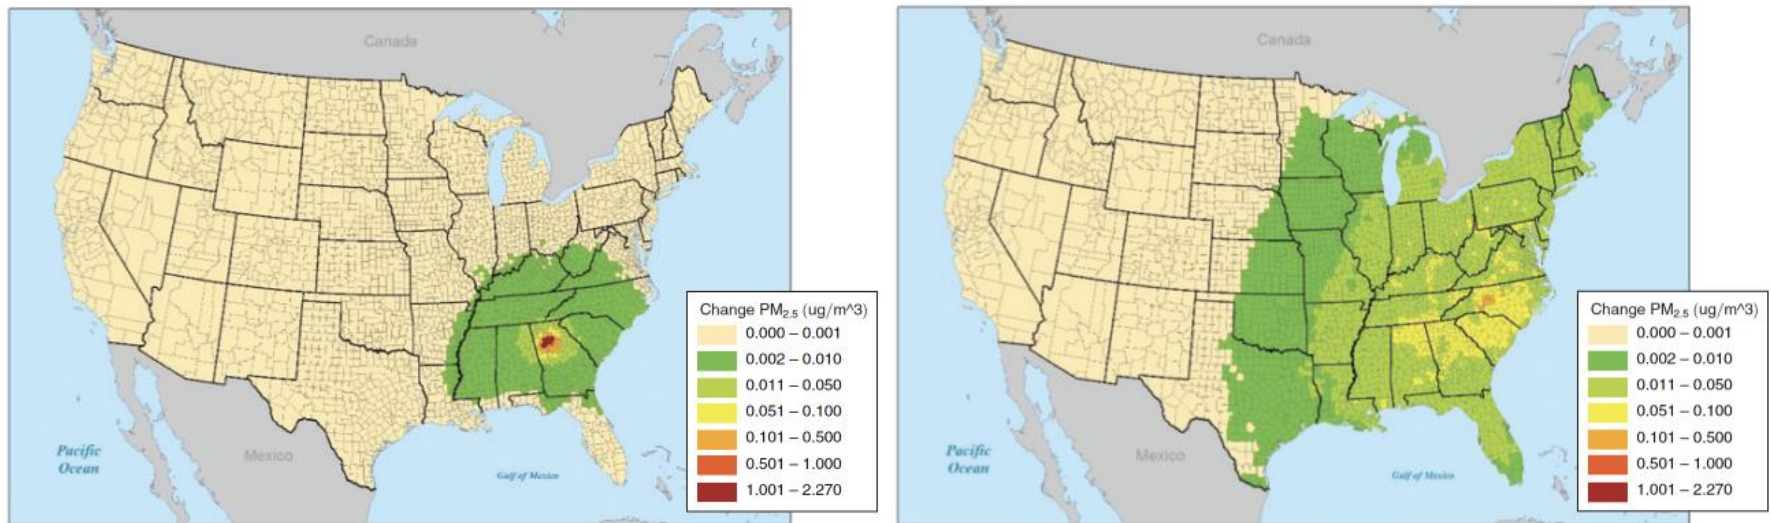 Canada
Pacific
Ocean
Mexico
Gulf of Mexico
Change PM2.5 (ug/m^3)
0.000 – 0.001
0.002 – 0.010
0.011 – 0.050
0.051 – 0.100
0.101 – 0.500
0.501 – 1.000
1.001 – 2.270
Canada
Pacific
Ocean
Mexico
Gulf of Mexico
Change PM2.5 (ug/m^3)
0.000 – 0.001
0.002 – 0.010
0.011 – 0.050
0.051 – 0.100
0.101 – 0.500
0.501 – 1.000
1.001 – 2.270